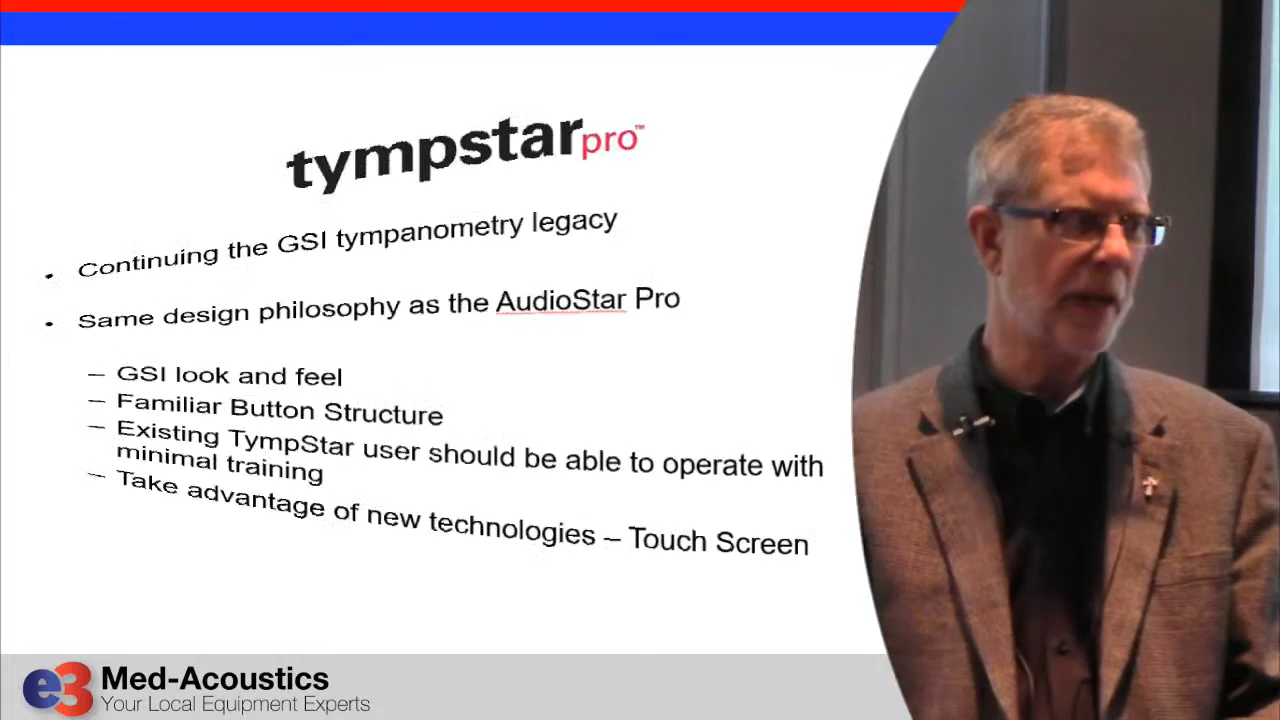 tympstar pro™
• Continuing the GSI tympanometry legacy
• Same design philosophy as the AudioStar Pro
– GSI look and feel
– Familiar Button Structure
– Existing TympStar user should be able to operate with
minimal training
– Take advantage of new technologies – Touch Screen
e3 Med-Acoustics
Your Local Equipment Experts